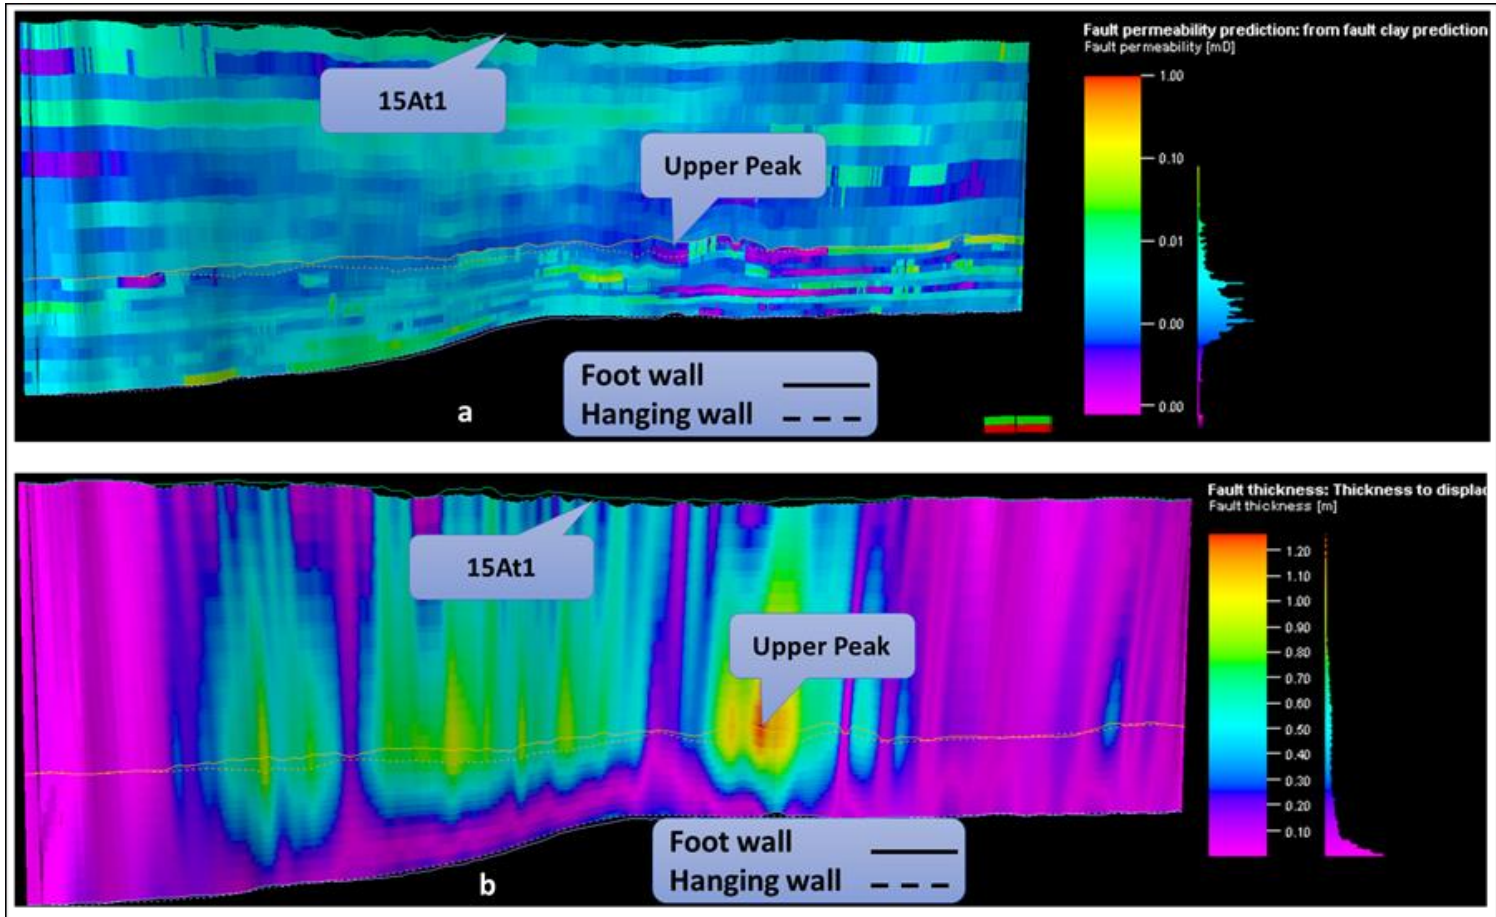 Fault permeability prediction: from fault clay prediction
Fault permeability [mD]
15At1
Upper Peak
1.00
0.10
0.01
0.00
0.00
Foot wall
Hanging wall
a
Fault thickness: Thickness to displac
Fault thickness [m]
15At1
Upper Peak
1.20
1.10
1.00
0.90
0.80
0.70
0.60
0.50
0.40
0.30
0.20
0.10
Foot wall
Hanging wall
b